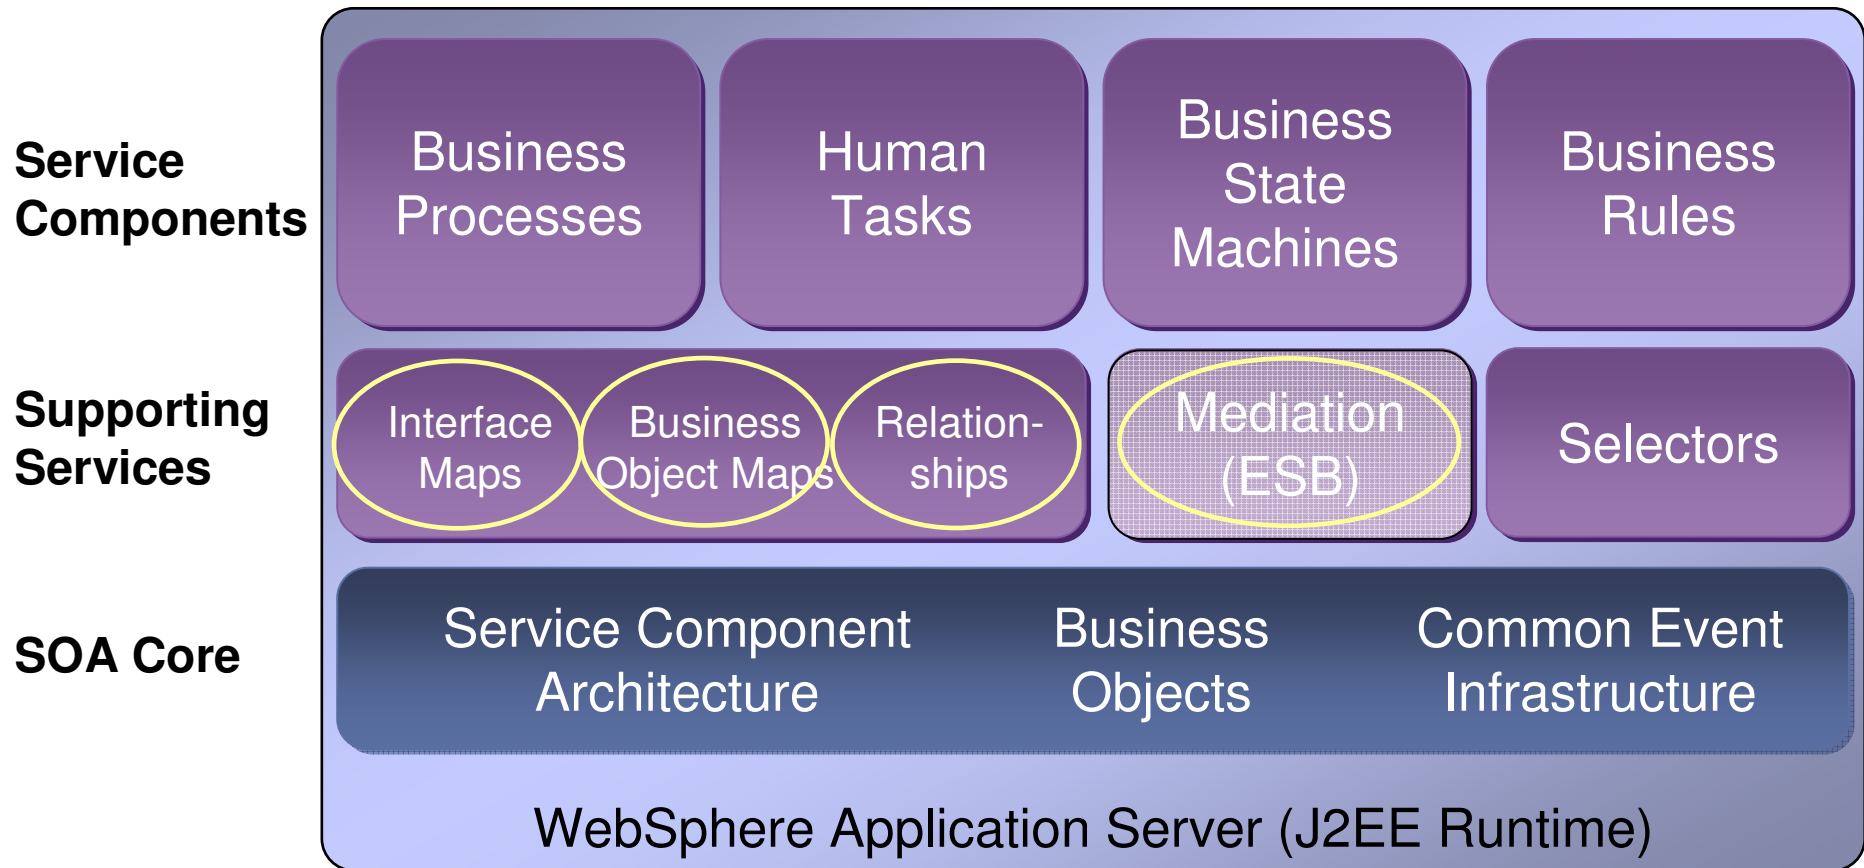 Service
Components
Business
Processes
Human
Tasks
Business
State
Machines
Business
Rules
Supporting
Services
Interface
Maps
Business
Object Maps
Relation-
ships
Mediation
(ESB)
Selectors
SOA Core
Service Component
Architecture
Business
Objects
Common Event
Infrastructure
WebSphere Application Server (J2EE Runtime)